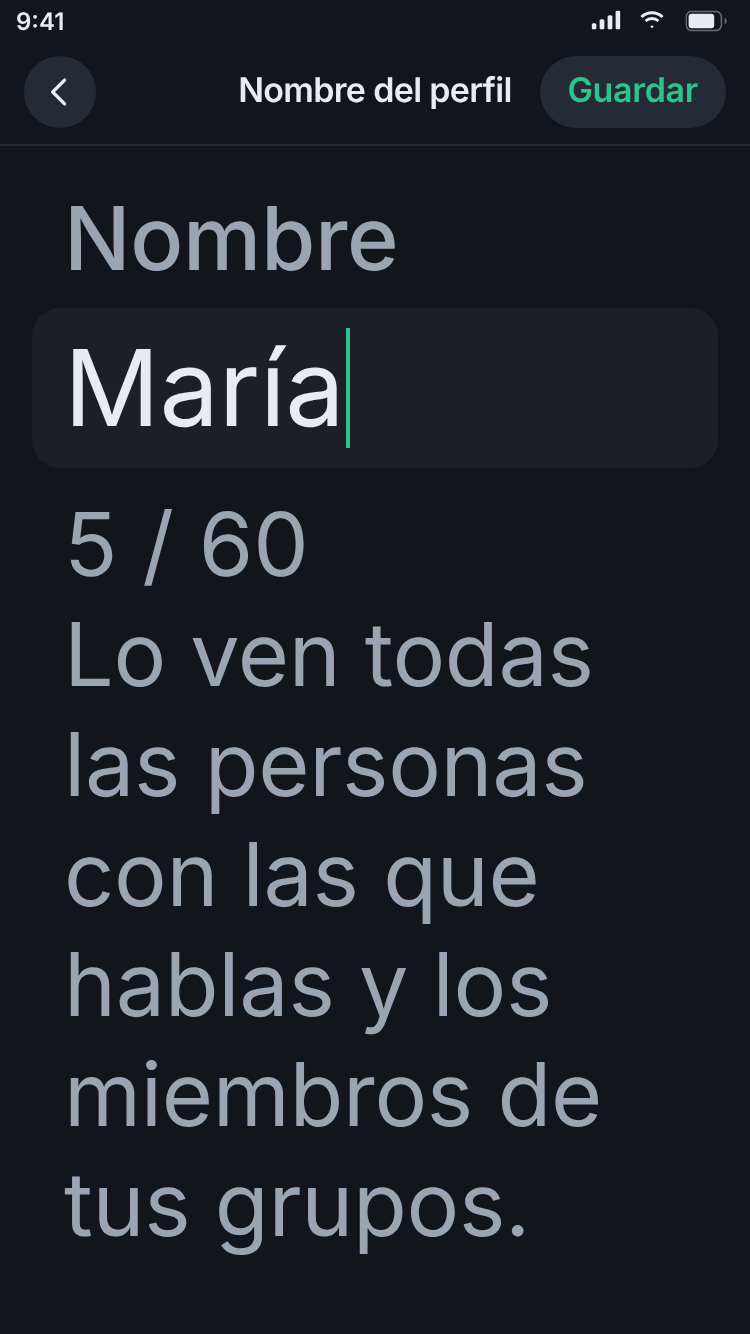 9:41
Nombre del perfil
Guardar
Nombre
María
5 / 60
Lo ven todas
las personas
con las que
hablas y los
miembros de
tus grupos.